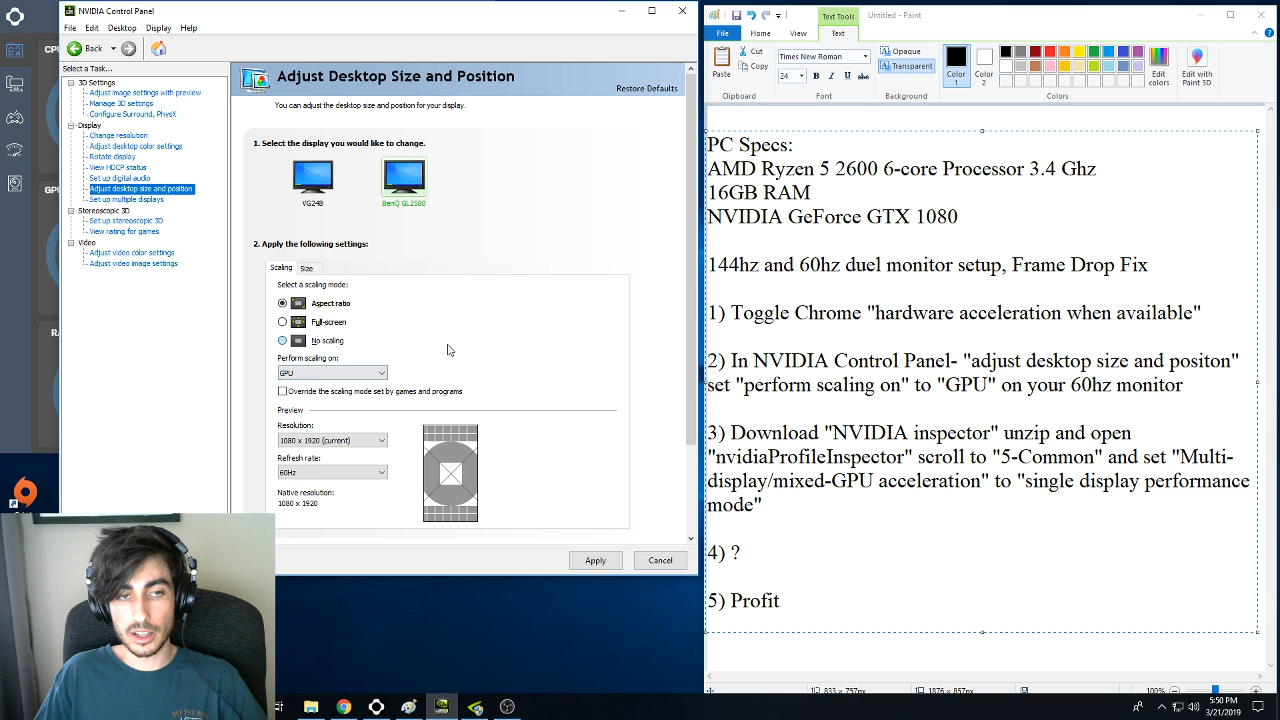 NVIDIA Control Panel
File Edit Desktop Display Help
Back
Select a Task...
3D Settings
Adjust image settings with preview
Manage 3D settings
Configure Surround, PhysX
Display
Change resolution
Adjust desktop color settings
Rotate display
View HDCP status
Set up digital audio
Adjust desktop size and position
Set up multiple displays
Stereoscopic 3D
Set up stereoscopic 3D
View rating for games
Video
Adjust video color settings
Adjust video image settings
Adjust Desktop Size and Position
Restore Defaults
You can adjust the desktop size and position for your display.
1. Select the display you would like to change.
VG248
BenQ GL2580
2. Apply the following settings:
Scaling Size
Select a scaling mode:
Aspect ratio
Full-screen
No scaling
Perform scaling on:
GPU
Override the scaling mode set by games and programs
Preview
Resolution:
1080 x 1920 (current)
Refresh rate:
60Hz
Native resolution:
1080 x 1920
Apply Cancel
Text Tools
Untitled - Paint
File Home View Text
Paste
Cut
Copy
Clipboard
Times New Roman
24 B I U abc
Font
Opaque
Transparent
Background
Color 1
Color 2
Edit colors
Colors
Edit with Paint 3D
PC Specs:
AMD Ryzen 5 2600 6-core Processor 3.4 Ghz
16GB RAM
NVIDIA GeForce GTX 1080
144hz and 60hz duel monitor setup, Frame Drop Fix
1) Toggle Chrome "hardware acceleration when available"
2) In NVIDIA Control Panel- "adjust desktop size and positon"
set "perform scaling on" to "GPU" on your 60hz monitor
3) Download "NVIDIA inspector" unzip and open
"nvidiaProfileInspector" scroll to "5-Common" and set "Multi-
display/mixed-GPU acceleration" to "single display performance
mode"
4) ?
5) Profit
833 × 757px
1876 × 857px
100%
5:50 PM
3/21/2019